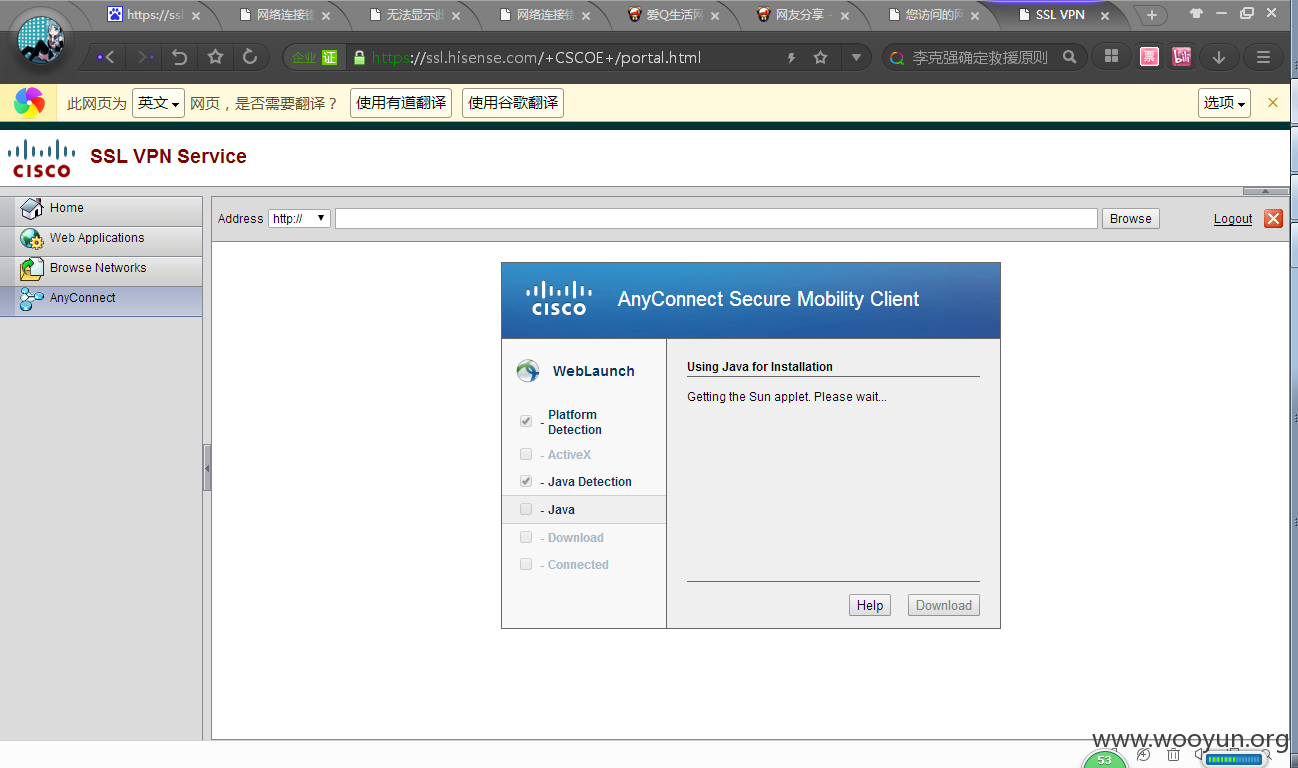 https://ssl
网络连接错
无法显示此
网络连接错
爱Q生活网
网友分享 -
您访问的网
SSL VPN
企业 证 https://ssl.hisense.com/+CSCOE+/portal.html
李克强确定救援原则
票
此网页为 英文 网页，是否需要翻译？ 使用有道翻译 使用谷歌翻译 选项
CISCO SSL VPN Service
Home
Web Applications
Browse Networks
AnyConnect
Address http:// Browse Logout
CISCO AnyConnect Secure Mobility Client
WebLaunch
- Platform
Detection
- ActiveX
- Java Detection
- Java
- Download
- Connected
Using Java for Installation
Getting the Sun applet. Please wait...
Help Download
www.wooyun.org
53